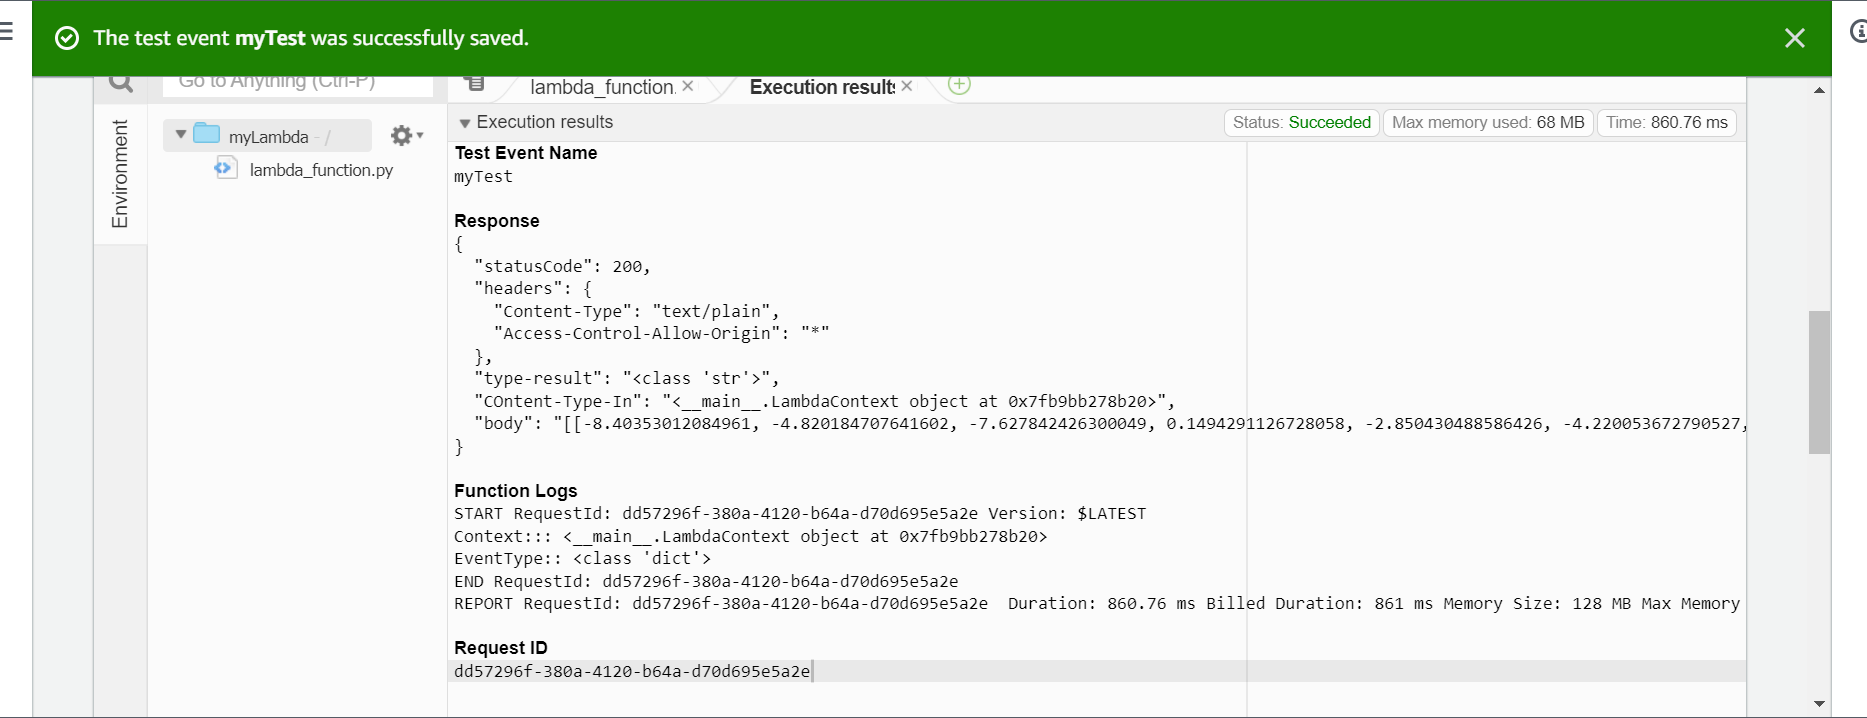 The test event myTest was successfully saved.
Go to Anything (Ctrl-P)
lambda_function.
Execution results
Environment
myLambda - /
lambda_function.py
Execution results
Status: Succeeded
Max memory used: 68 MB
Time: 860.76 ms
Test Event Name
myTest
Response
{
"statusCode": 200,
"headers": {
"Content-Type": "text/plain",
"Access-Control-Allow-Origin": "*"
},
"type-result": "<class 'str'>",
"COntent-Type-In": "<__main__.LambdaContext object at 0x7fb9bb278b20>",
"body": "[[-8.40353012084961, -4.820184707641602, -7.627842426300049, 0.1494291126728058, -2.850430488586426, -4.220053672790527,
}
Function Logs
START RequestId: dd57296f-380a-4120-b64a-d70d695e5a2e Version: $LATEST
Context::: <__main__.LambdaContext object at 0x7fb9bb278b20>
EventType:: <class 'dict'>
END RequestId: dd57296f-380a-4120-b64a-d70d695e5a2e
REPORT RequestId: dd57296f-380a-4120-b64a-d70d695e5a2e Duration: 860.76 ms Billed Duration: 861 ms Memory Size: 128 MB Max Memory
Request ID
dd57296f-380a-4120-b64a-d70d695e5a2e